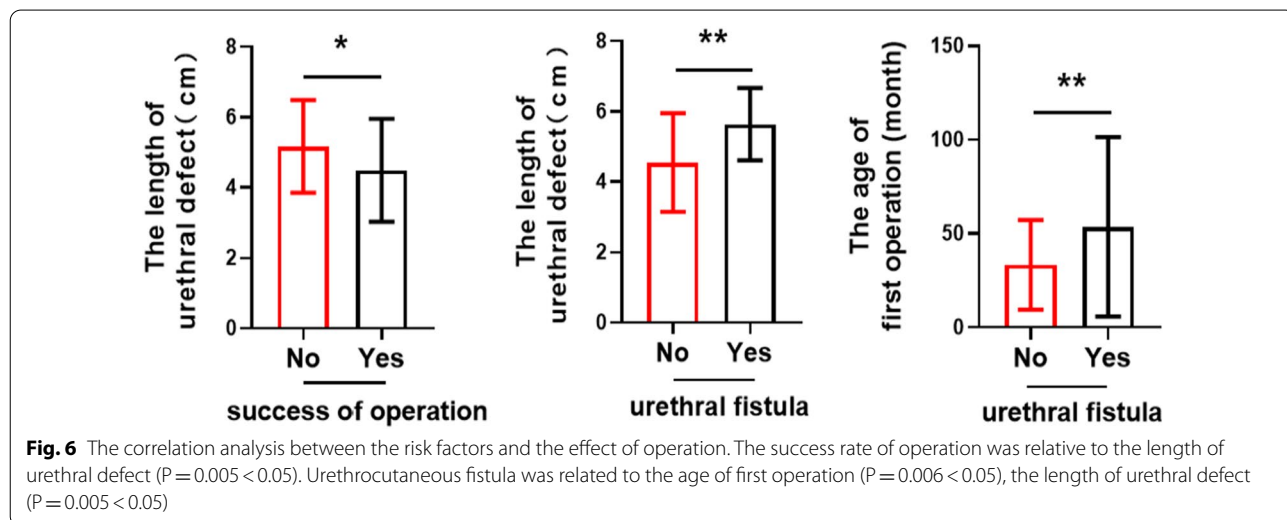 The length of
urethral defect( cm)
8
6
4
2
0
*
No Yes
success of operation
The length of
urethral defect( cm)
8
6
4
2
0
**
No Yes
urethral fistula
The age of
first operation (month)
150
100
50
0
**
No Yes
urethral fistula
Fig. 6 The correlation analysis between the risk factors and the effect of operation. The success rate of operation was relative to the length of
urethral defect (P = 0.005 < 0.05). Urethrocutaneous fistula was related to the age of first operation (P = 0.006 < 0.05), the length of urethral defect
(P = 0.005 < 0.05)